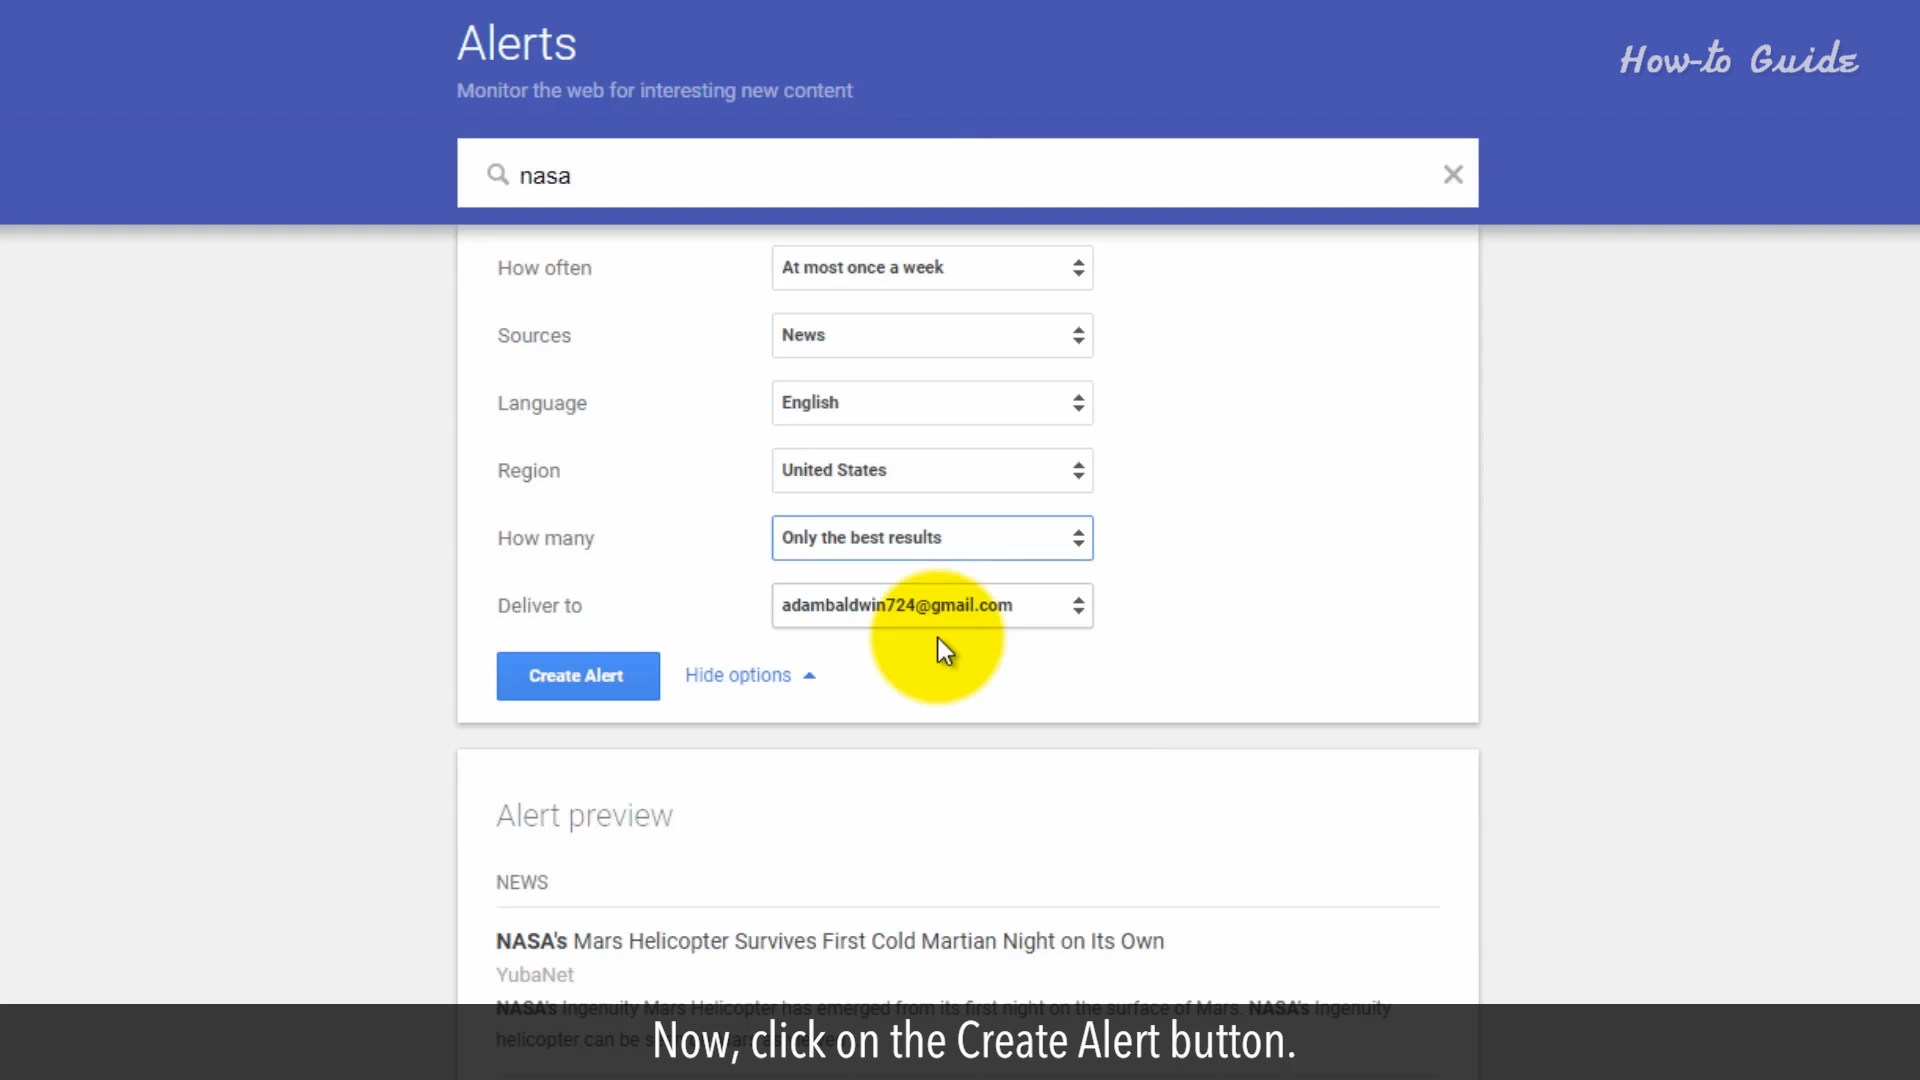 Alerts
Monitor the web for interesting new content
How-to Guide
nasa
How often
At most once a week
Sources
News
Language
English
Region
United States
How many
Only the best results
Deliver to
adambaldwin724@gmail.com
Create Alert
Hide options
Alert preview
NEWS
NASA's Mars Helicopter Survives First Cold Martian Night on Its Own
YubaNet
NASA's Ingenuity Mars Helicopter has emerged from its first night on the surface of Mars. NASA's Ingenuity
helicopter can be
Now, click on the Create Alert button.